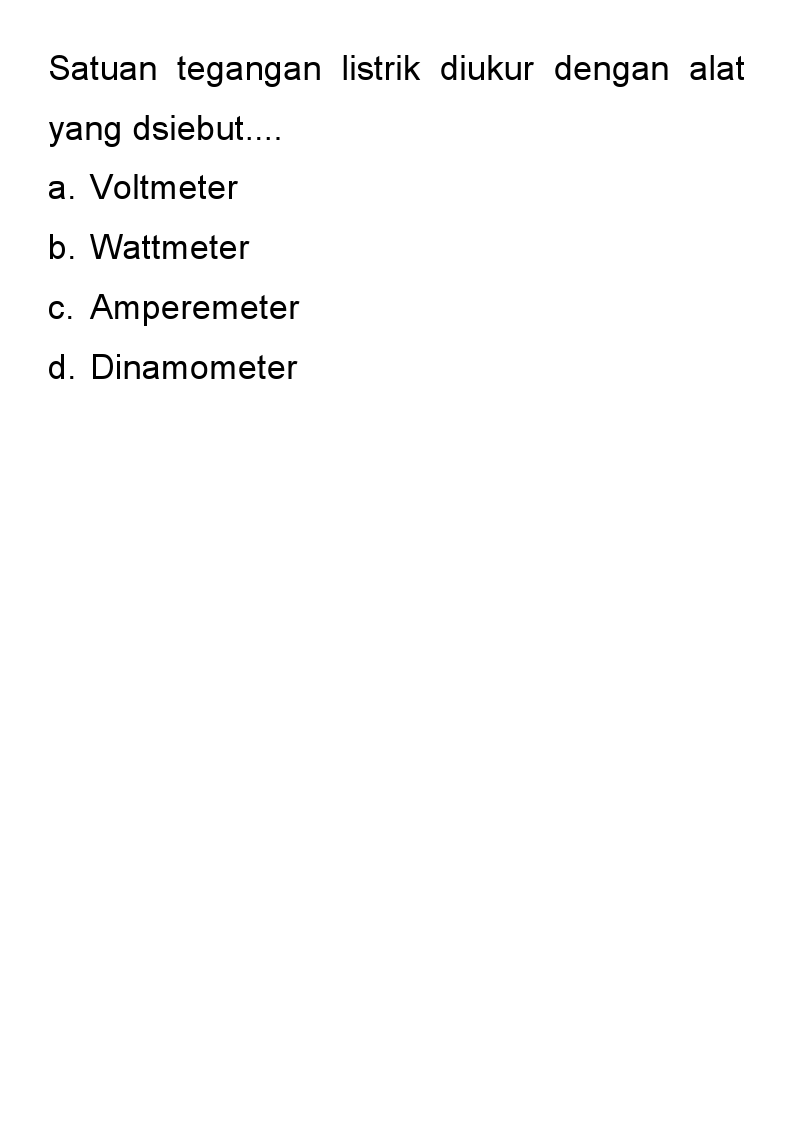 Satuan tegangan listrik diukur dengan alat
yang dsiebut....
a. Voltmeter
b. Wattmeter
c. Amperemeter
d. Dinamometer